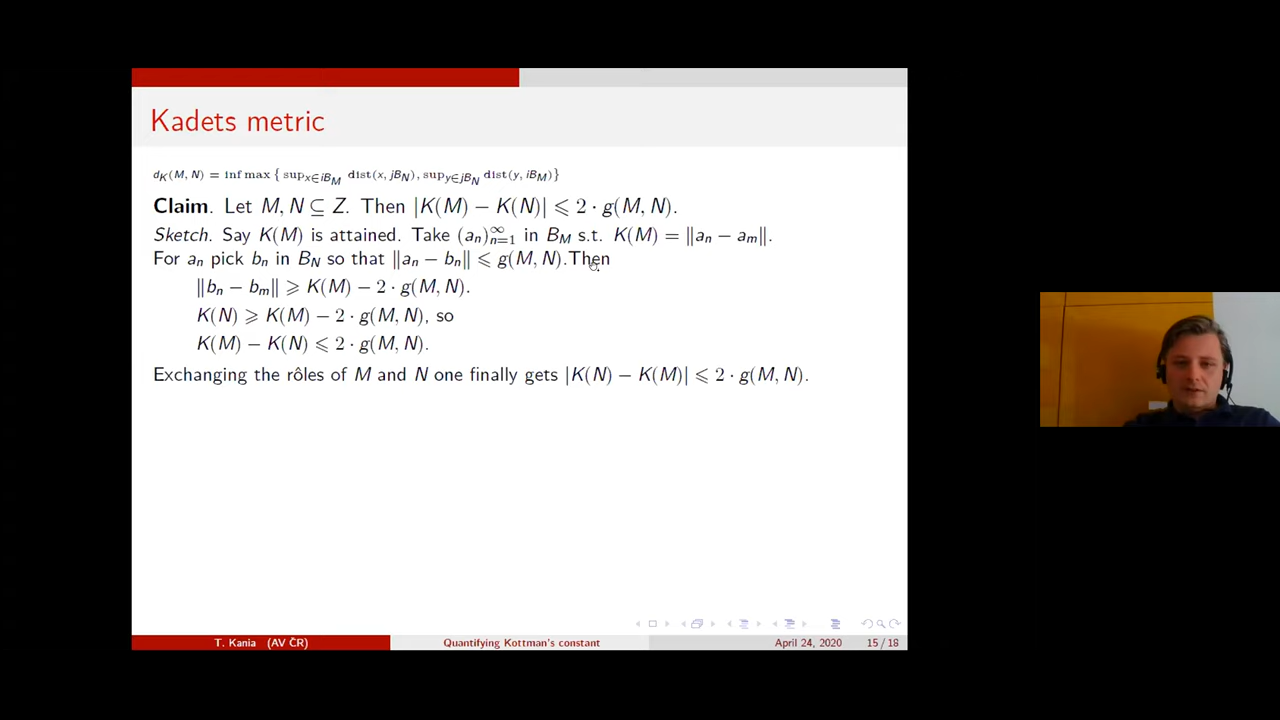 Kadets metric
d_K(M, N) = inf max { sup_{x∈iB_M} dist(x, jB_N), sup_{y∈jB_N} dist(y, iB_M)}
Claim. Let M, N ⊆ Z. Then |K(M) − K(N)| ⩽ 2 · g(M, N).
Sketch. Say K(M) is attained. Take (a_n)_{n=1}^∞ in B_M s.t. K(M) = ‖a_n − a_m‖.
For a_n pick b_n in B_N so that ‖a_n − b_n‖ ⩽ g(M, N).Then
‖b_n − b_m‖ ⩾ K(M) − 2 · g(M, N).
K(N) ⩾ K(M) − 2 · g(M, N), so
K(M) − K(N) ⩽ 2 · g(M, N).
Exchanging the rôles of M and N one finally gets |K(N) − K(M)| ⩽ 2 · g(M, N).
T. Kania (AV ČR) Quantifying Kottman's constant April 24, 2020 15 / 18